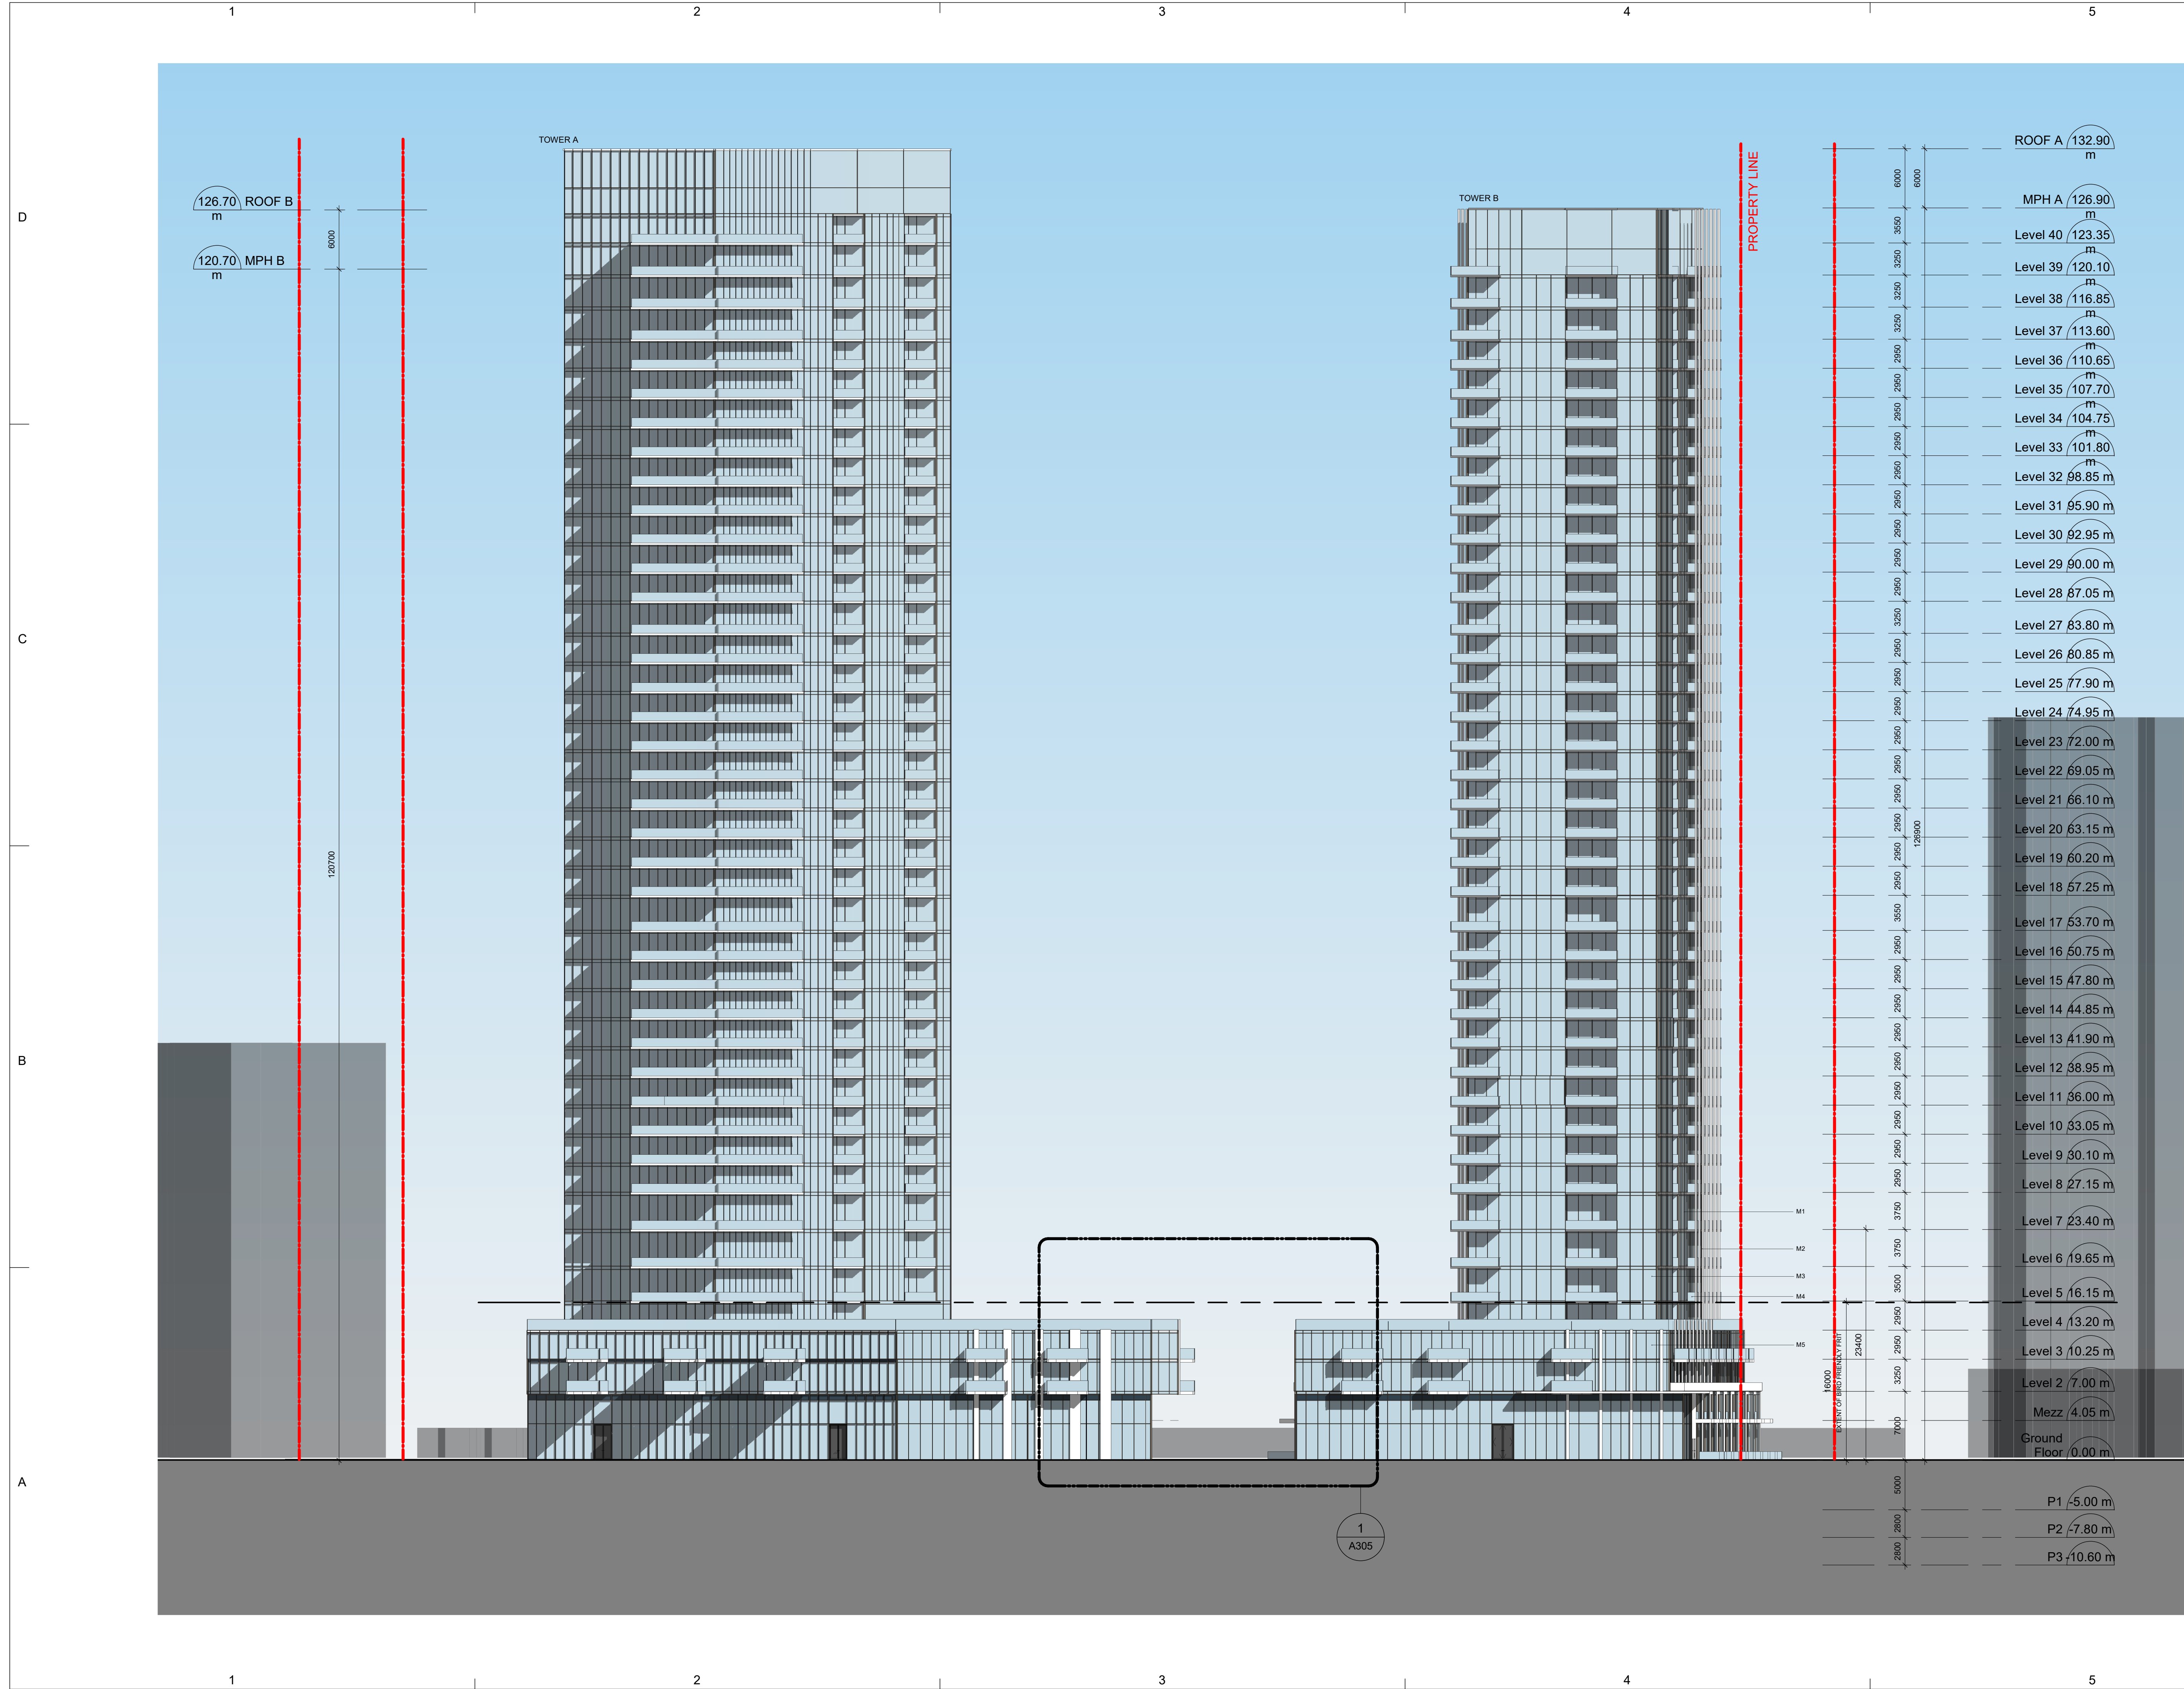 1 2 3 4 5
D
C
B
A
TOWER A
TOWER B
PROPERTY LINE
126.70 m ROOF B
6000
120.70 m MPH B
120700
ROOF A 132.90 m
MPH A 126.90 m
Level 40 123.35 m
Level 39 120.10 m
Level 38 116.85 m
Level 37 113.60 m
Level 36 110.65 m
Level 35 107.70 m
Level 34 104.75 m
Level 33 101.80 m
Level 32 98.85 m
Level 31 95.90 m
Level 30 92.95 m
Level 29 90.00 m
Level 28 87.05 m
Level 27 83.80 m
Level 26 80.85 m
Level 25 77.90 m
Level 24 74.95 m
Level 23 72.00 m
Level 22 69.05 m
Level 21 66.10 m
Level 20 63.15 m
Level 19 60.20 m
Level 18 57.25 m
Level 17 53.70 m
Level 16 50.75 m
Level 15 47.80 m
Level 14 44.85 m
Level 13 41.90 m
Level 12 38.95 m
Level 11 36.00 m
Level 10 33.05 m
Level 9 30.10 m
Level 8 27.15 m
Level 7 23.40 m
Level 6 19.65 m
Level 5 16.15 m
Level 4 13.20 m
Level 3 10.25 m
Level 2 7.00 m
Mezz 4.05 m
Ground
Floor 0.00 m
P1 -5.00 m
P2 -7.80 m
P3 -10.60 m
6000
3550
3250
3250
3250
2950
2950
2950
2950
2950
2950
2950
2950
2950
3250
2950
2950
2950
2950
2950
2950
2950
2950
2950
3550
2950
2950
2950
2950
2950
2950
2950
2950
2950
3750
3750
3500
2950
2950
3250
7000
5000
2800
2800
6000
126900
23400
16000
EXTENT OF BIRD FRIENDLY FRIT
M1
M2
M3
M4
M5
1
A305
1 2 3 4 5